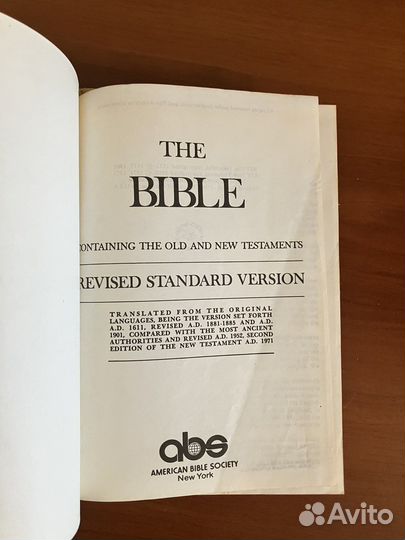 THE
BIBLE
CONTAINING THE OLD AND NEW TESTAMENTS
REVISED STANDARD VERSION
TRANSLATED FROM THE ORIGINAL
LANGUAGES, BEING THE VERSION SET FORTH
A.D. 1611, REVISED A.D. 1881-1885 AND A.D.
1901, COMPARED WITH THE MOST ANCIENT
AUTHORITIES AND REVISED A.D. 1952, SECOND
EDITION OF THE NEW TESTAMENT A.D. 1971
abs
AMERICAN BIBLE SOCIETY
New York
Avito